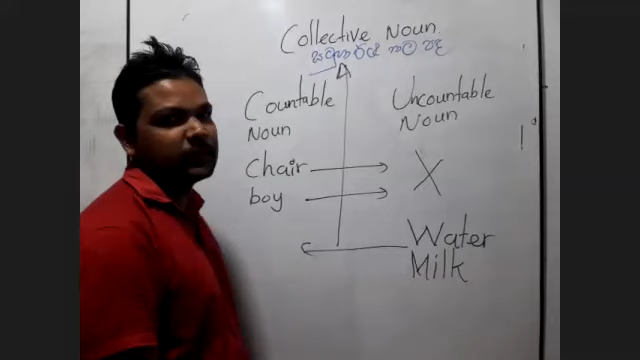 Collective Noun.
Countable
Noun
Uncountable
Noun
Chair
X
boy
Water
Milk